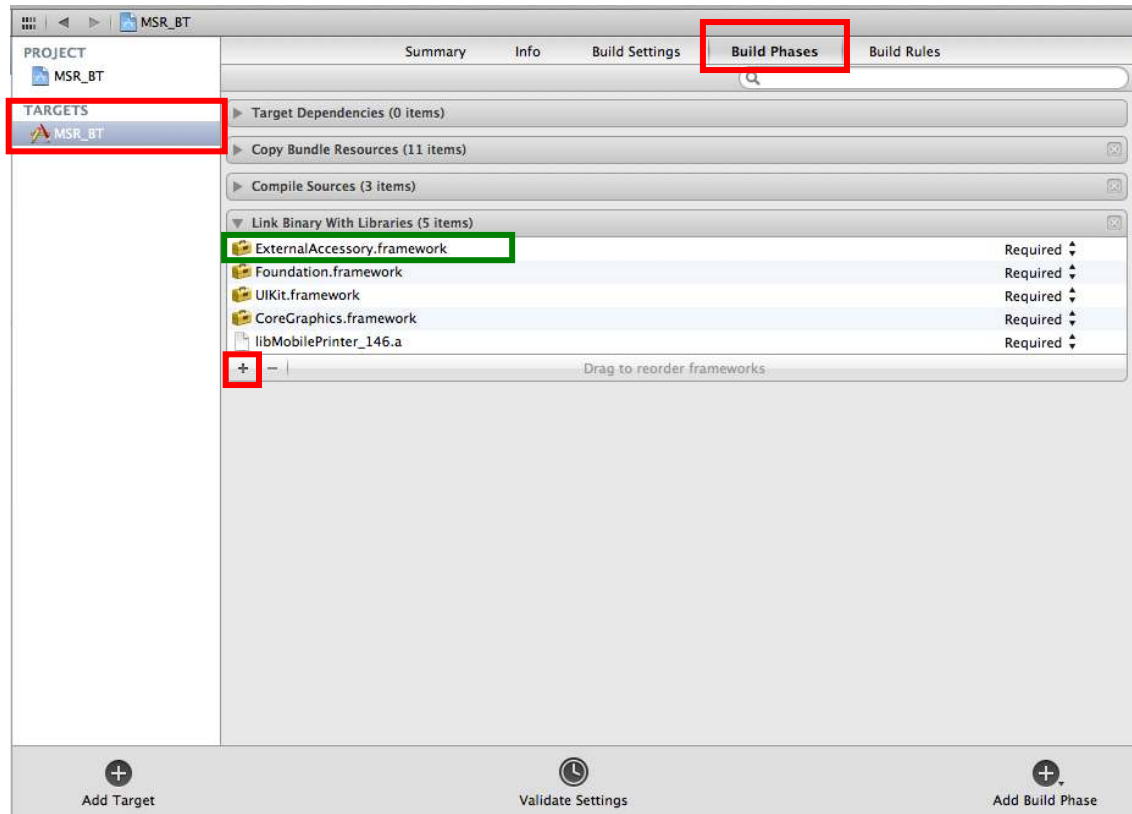 MSR_BT
PROJECT
MSR_BT
TARGETS
MSR_BT
Summary Info Build Settings Build Phases Build Rules
Target Dependencies (0 items)
Copy Bundle Resources (11 items)
Compile Sources (3 items)
Link Binary With Libraries (5 items)
ExternalAccessory.framework Required
Foundation.framework Required
UIKit.framework Required
CoreGraphics.framework Required
libMobilePrinter_146.a Required
+ − Drag to reorder frameworks
Add Target Validate Settings Add Build Phase